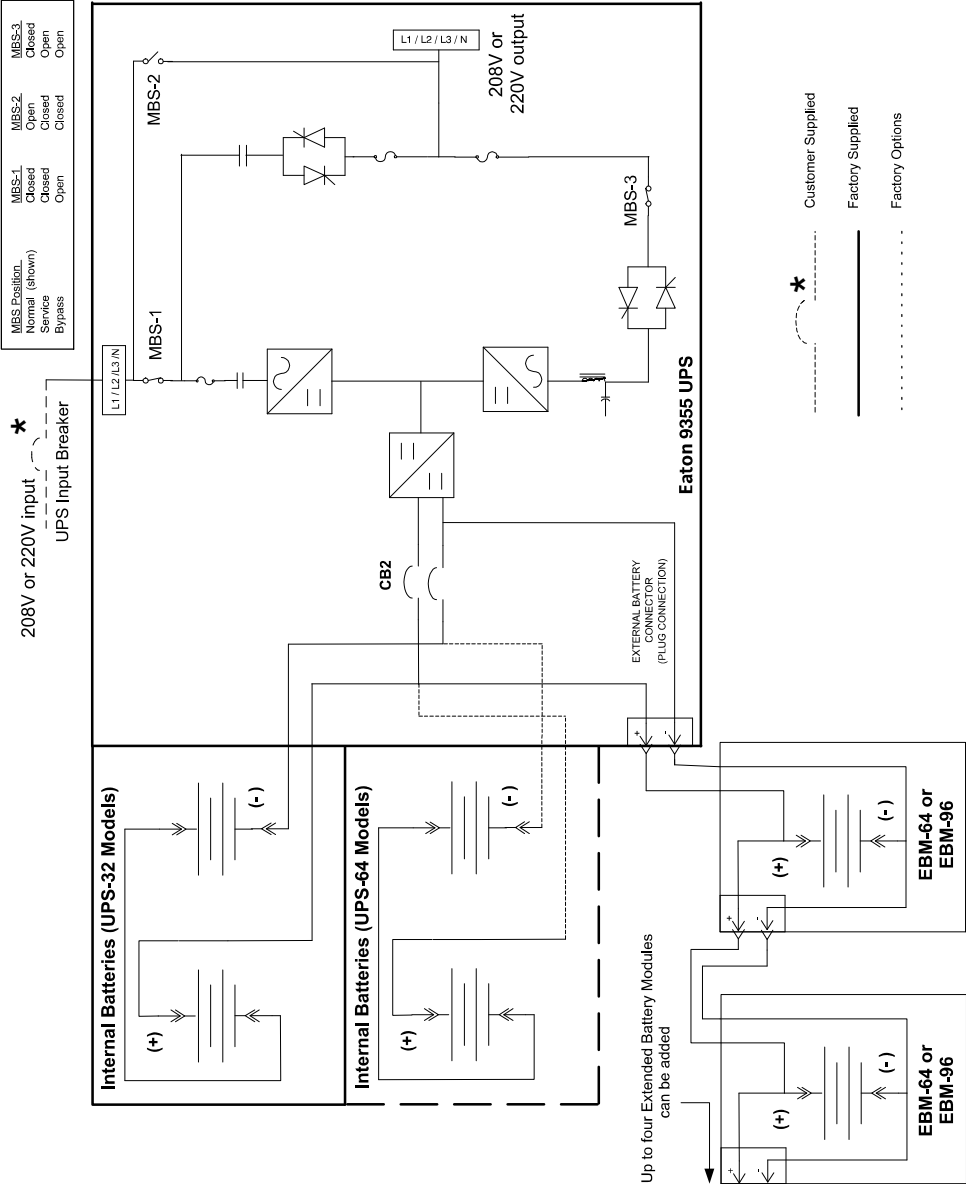 MBS Position MBS-1 MBS-2 MBS-3
Normal (shown) Closed Open Closed
Service Closed Closed Open
Bypass Open Closed Open
208V or 220V input
*
UPS Input Breaker
L1 / L2 /L3 /N
MBS-1
MBS-2
L1 / L2 / L3 / N
208V or
220V output
MBS-3
Eaton 9355 UPS
CB2
EXTERNAL BATTERY
CONNECTOR
(PLUG CONNECTION)
+
-
Internal Batteries (UPS-32 Models)
(+)
(-)
Internal Batteries (UPS-64 Models)
(+)
(-)
*
Customer Supplied
Factory Supplied
Factory Options
+
-
(+)
(-)
EBM-64 or
EBM-96
Up to four Extended Battery Modules
can be added
+
-
(+)
(-)
EBM-64 or
EBM-96